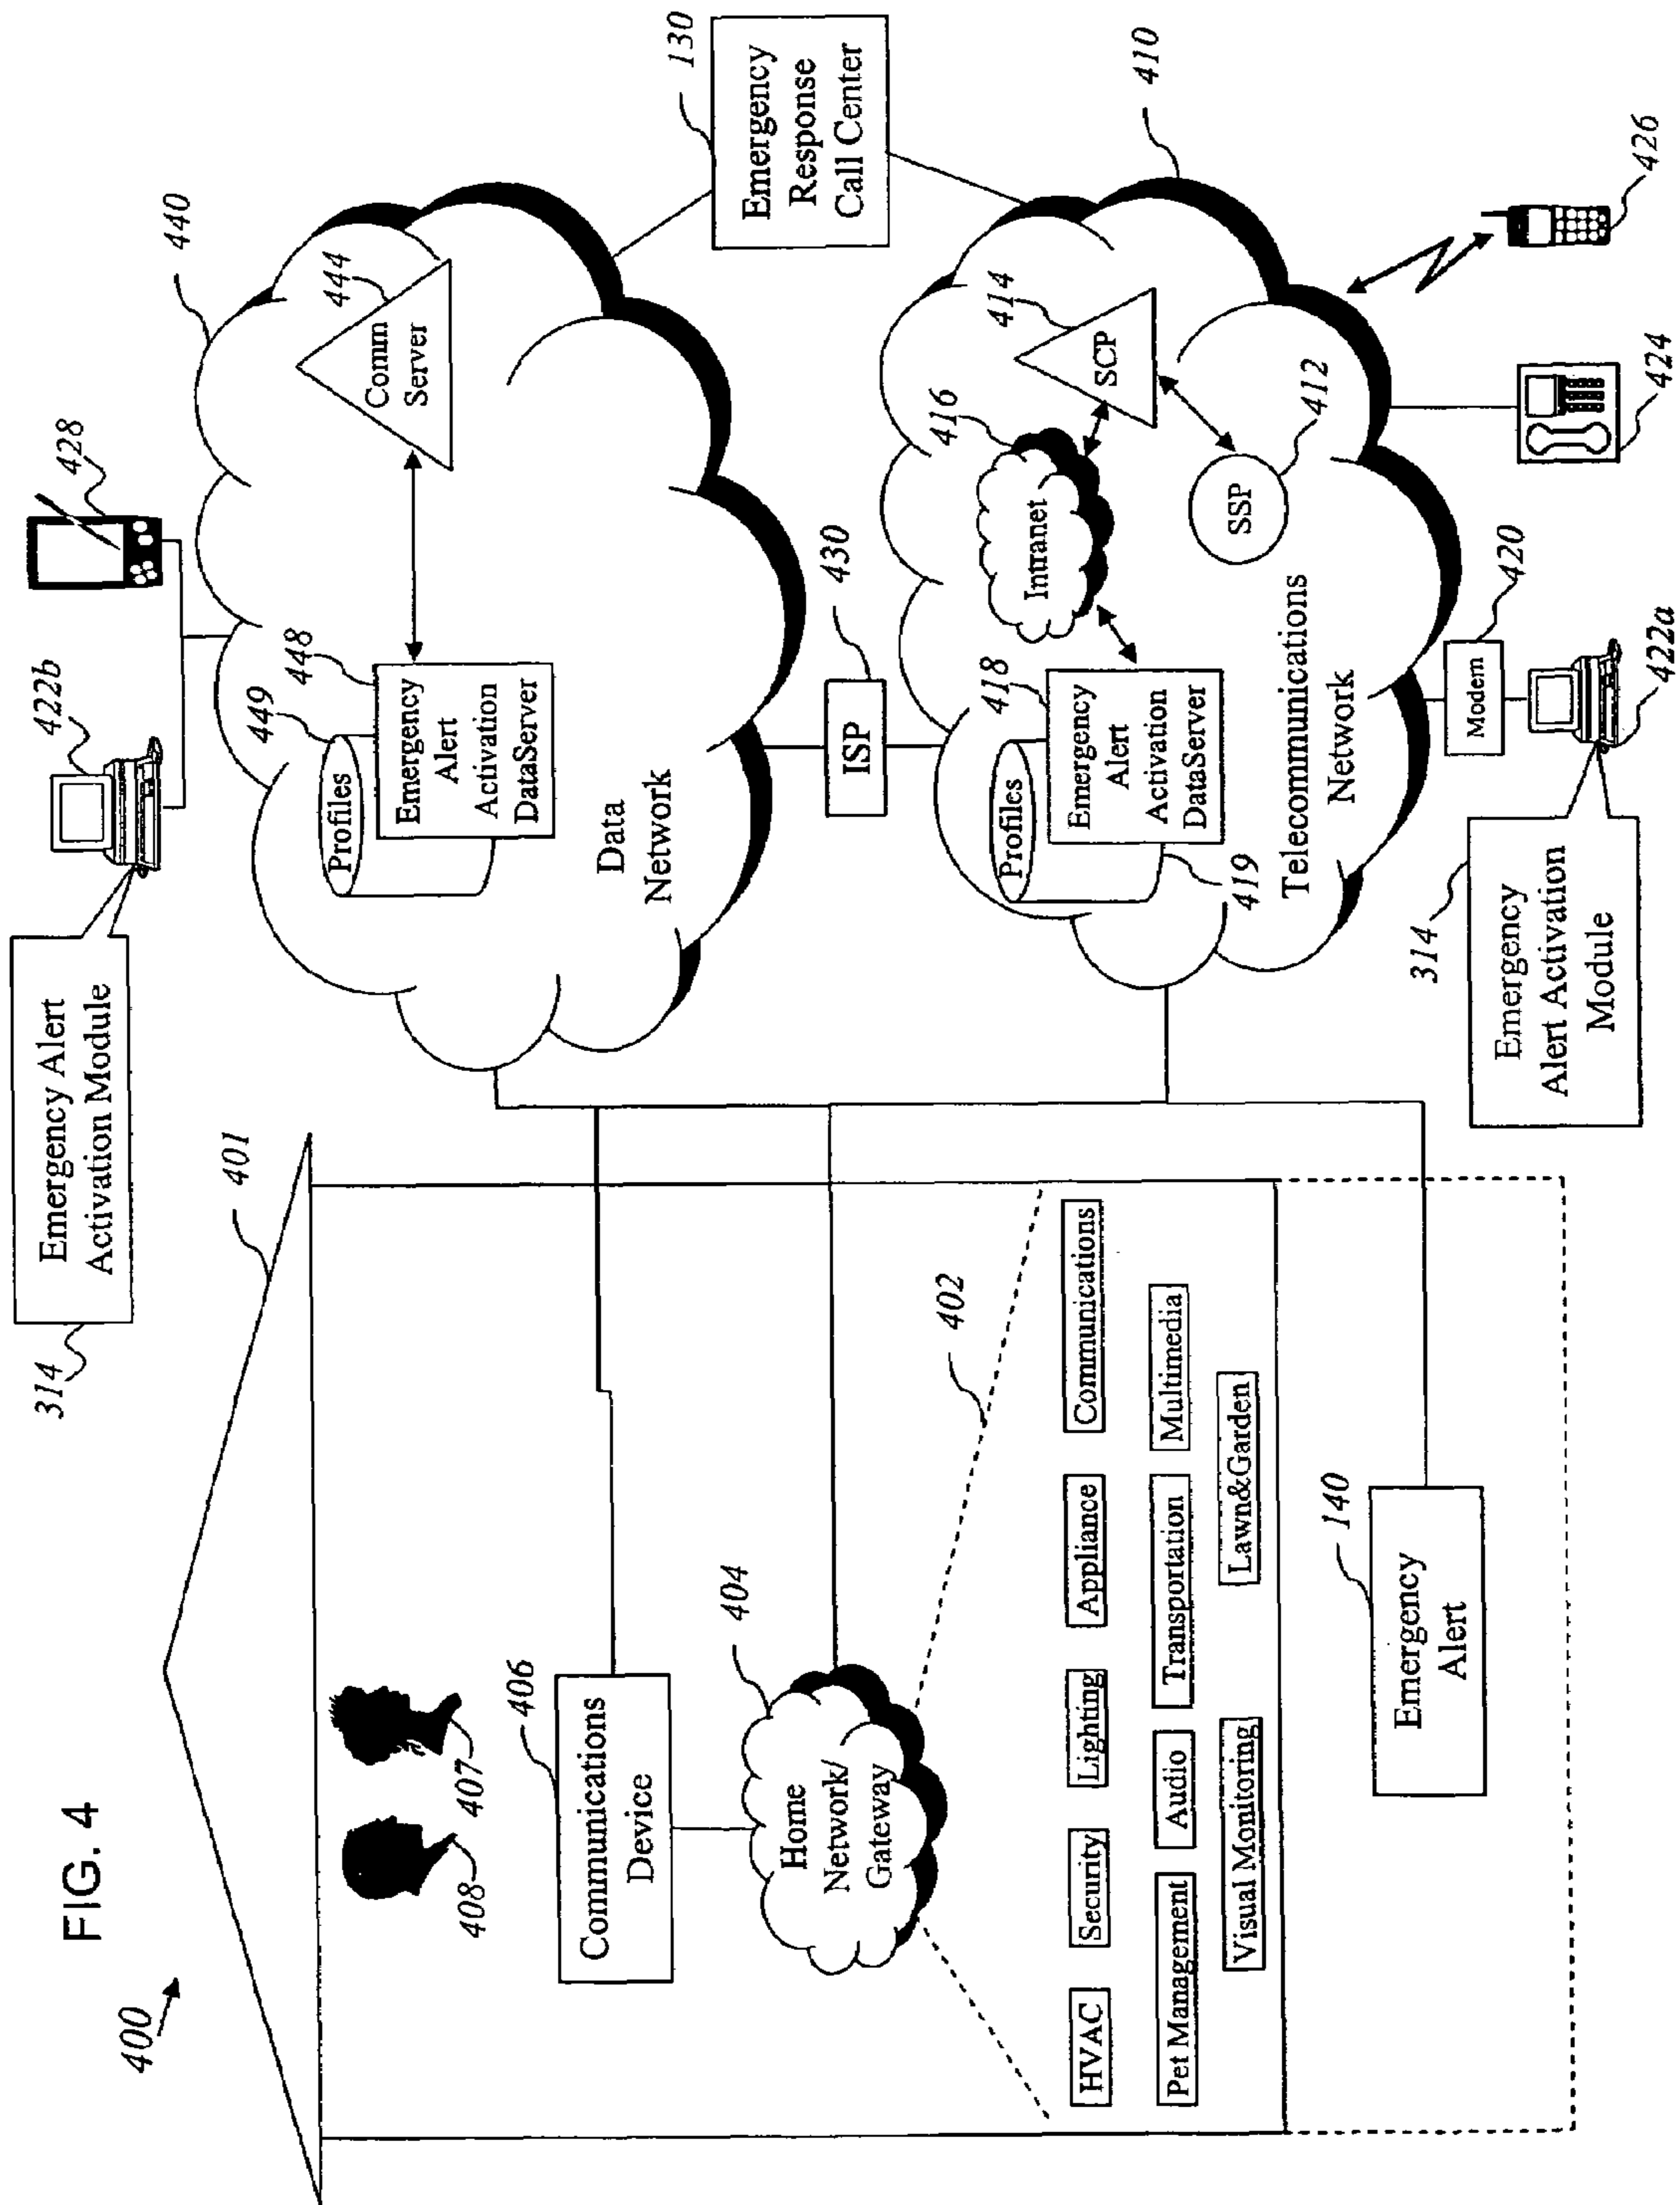 FIG. 4
400
314
Emergency Alert
Activation Module
422b
428
440
401
408
407
406
Communications
Device
404
Home
Network/
Gateway
402
HVAC
Security
Lighting
Appliance
Communications
Pet Management
Audio
Transportation
Multimedia
Visual Monitoring
Lawn&Garden
140
Emergency
Alert
449
448
Profiles
Emergency
Alert
Activation
DataServer
444
Comm
Server
Data
Network
130
Emergency
Response
Call Center
ISP
430
410
416
414
Intranet
SCP
SSP
412
418
Profiles
Emergency
Alert
Activation
DataServer
419
Telecommunications
Network
314
Emergency
Alert Activation
Module
Modem
420
422a
424
426